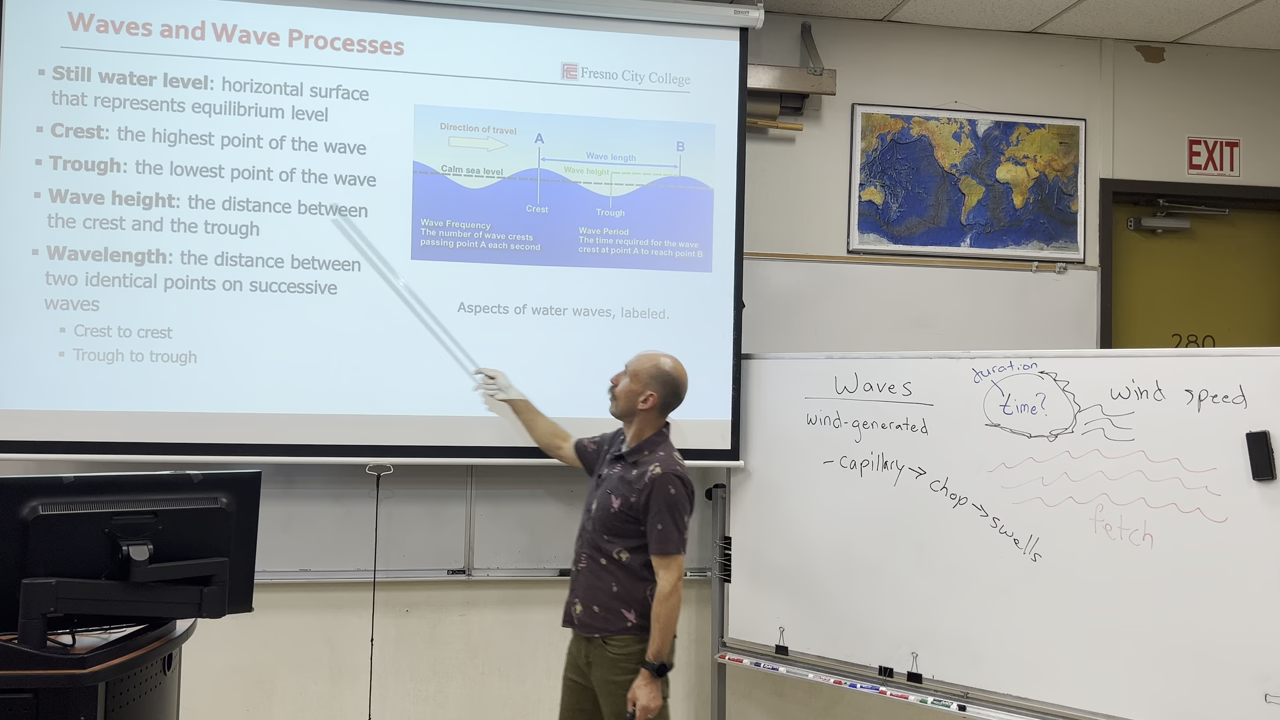 Waves and Wave Processes
Fresno City College
▪ Still water level: horizontal surface
that represents equilibrium level
▪ Crest: the highest point of the wave
▪ Trough: the lowest point of the wave
▪ Wave height: the distance between
the crest and the trough
▪ Wavelength: the distance between
two identical points on successive
waves
▪ Crest to crest
▪ Trough to trough
Direction of travel
A
B
Wave length
Calm sea level
Wave height
Crest
Trough
Wave Frequency
The number of wave crests
passing point A each second
Wave Period
The time required for the wave
crest at point A to reach point B
Aspects of water waves, labeled.
EXIT
280
Waves
wind-generated
- capillary → chop → swells
duration
time?
wind speed
fetch